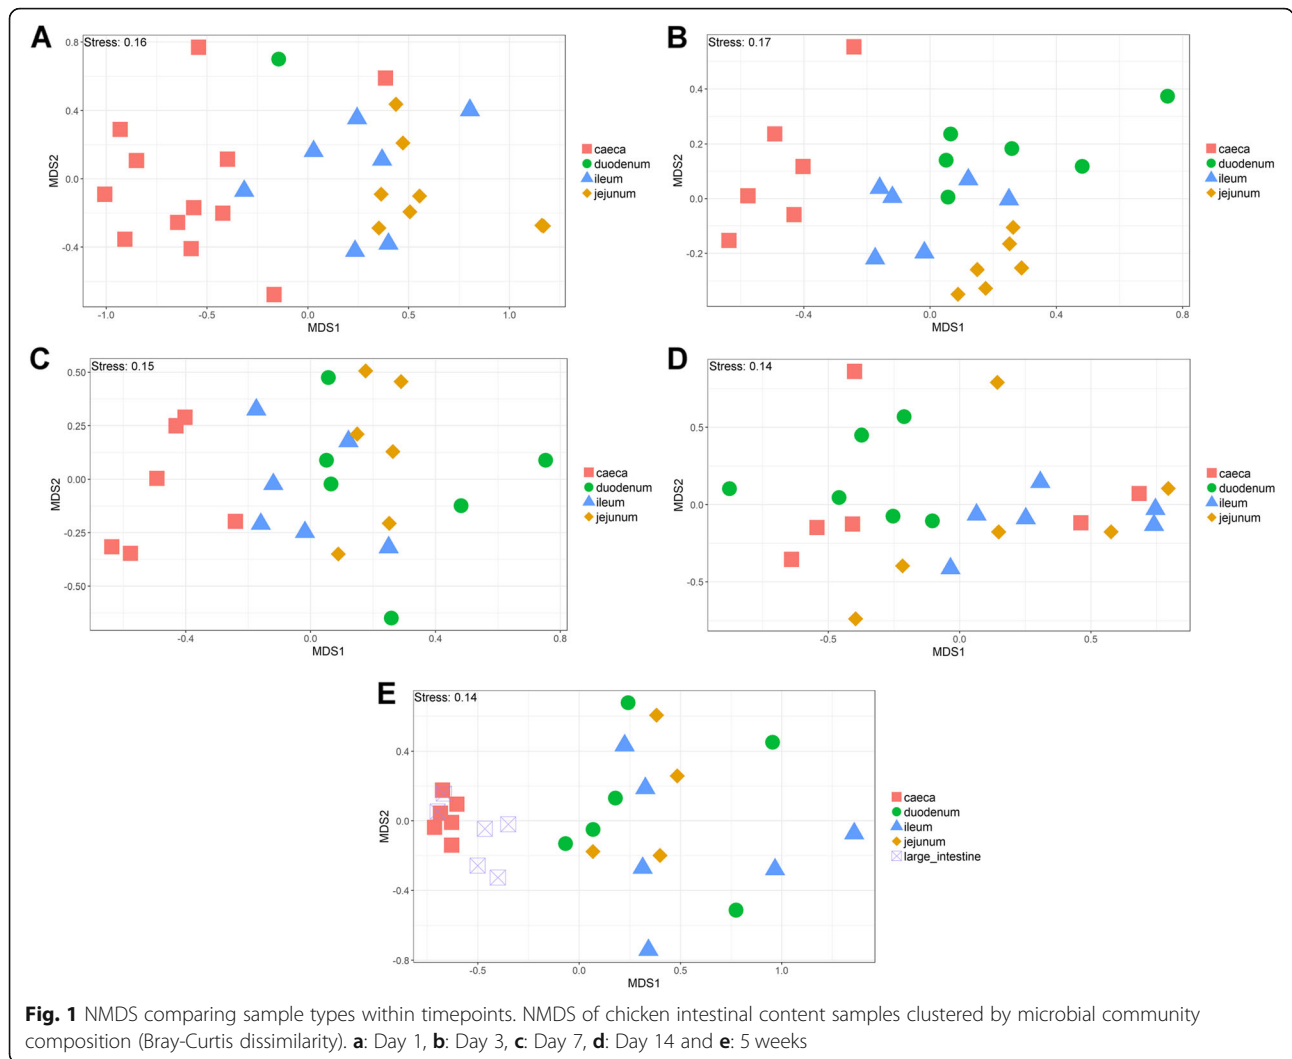 A
Stress: 0.16
0.8
0.4
0.0
-0.4
MDS2
-1.0 -0.5 0.0 0.5 1.0
MDS1
caeca
duodenum
ileum
jejunum
B
Stress: 0.17
0.4
0.2
0.0
-0.2
MDS2
-0.4 0.0 0.4 0.8
MDS1
caeca
duodenum
ileum
jejunum
C
Stress: 0.15
0.50
0.25
0.00
-0.25
-0.50
MDS2
-0.4 0.0 0.4 0.8
MDS1
caeca
duodenum
ileum
jejunum
D
Stress: 0.14
0.5
0.0
-0.5
MDS2
-0.5 0.0 0.5
MDS1
caeca
duodenum
ileum
jejunum
E
Stress: 0.14
0.4
0.0
-0.4
-0.8
MDS2
-0.5 0.0 0.5 1.0
MDS1
caeca
duodenum
ileum
jejunum
large_intestine
Fig. 1 NMDS comparing sample types within timepoints. NMDS of chicken intestinal content samples clustered by microbial community
composition (Bray-Curtis dissimilarity). a: Day 1, b: Day 3, c: Day 7, d: Day 14 and e: 5 weeks